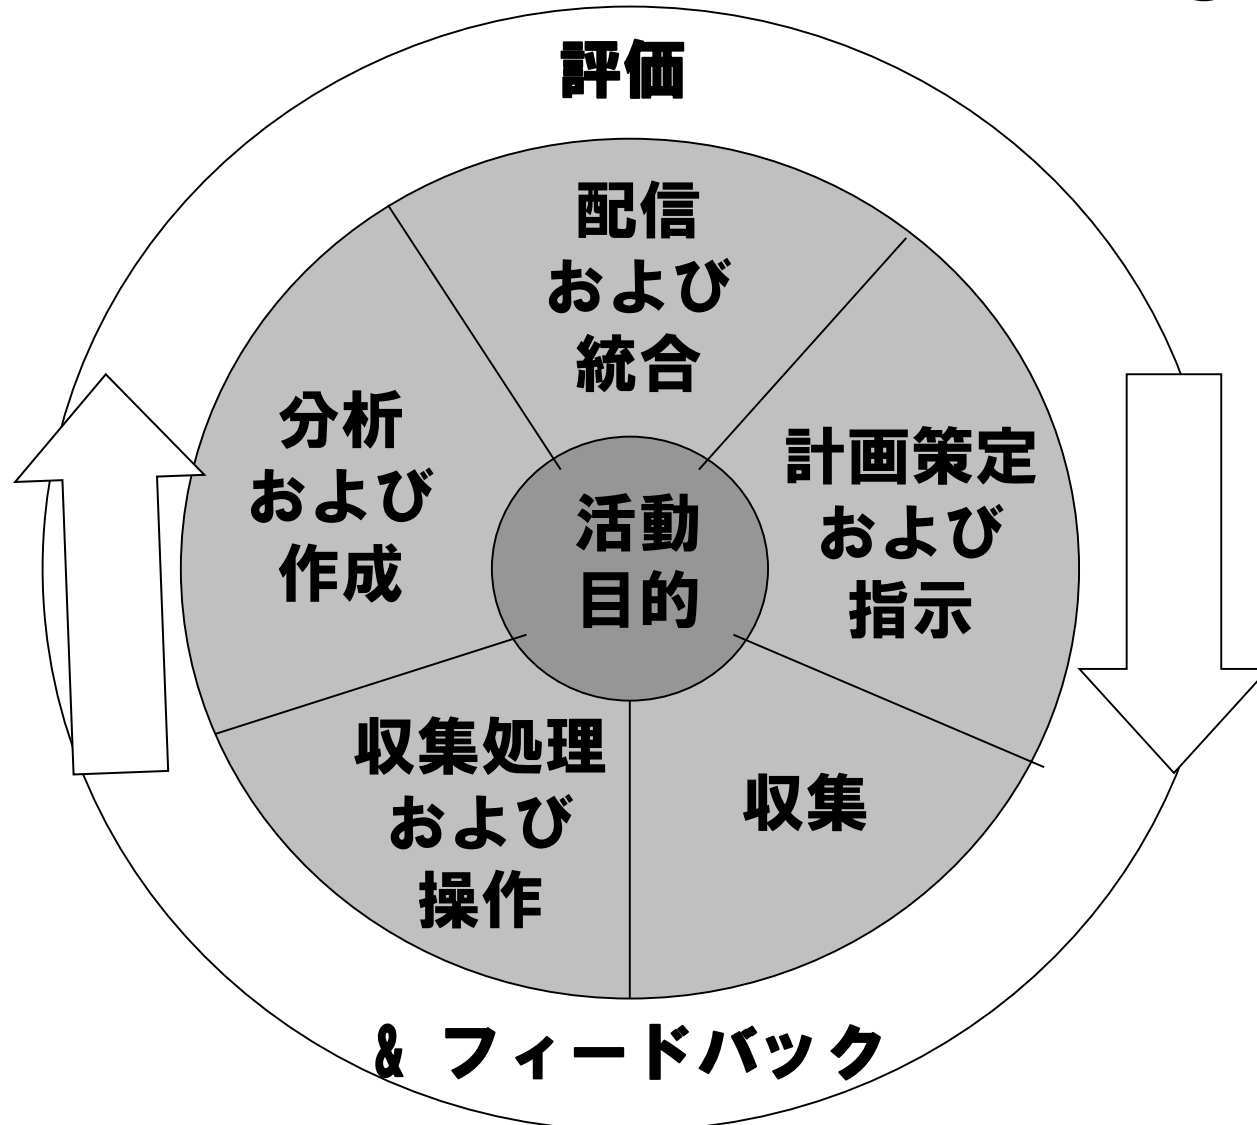 評価
配信
および
統合
計画策定
および
指示
収集
収集処理
および
操作
分析
および
作成
活動
目的
& フィードバック